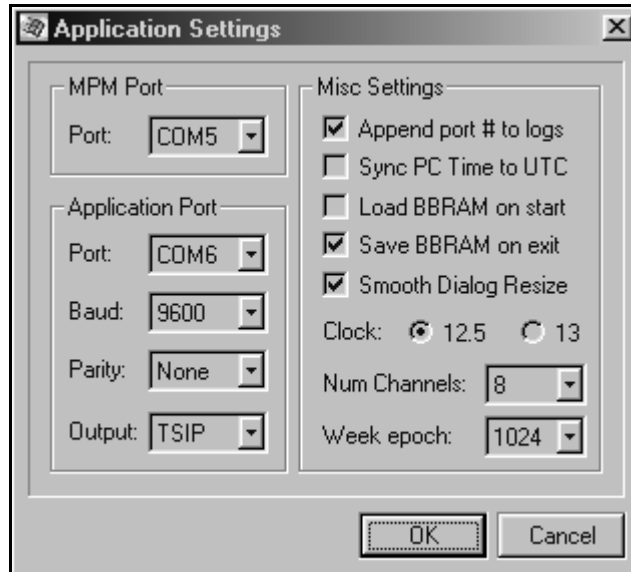 Application Settings
MPM Port
Port: COM5
Application Port
Port: COM6
Baud: 9600
Parity: None
Output: TSIP
Misc Settings
Append port # to logs
Sync PC Time to UTC
Load BBRAM on start
Save BBRAM on exit
Smooth Dialog Resize
Clock: 12.5 13
Num Channels: 8
Week epoch: 1024
OK Cancel